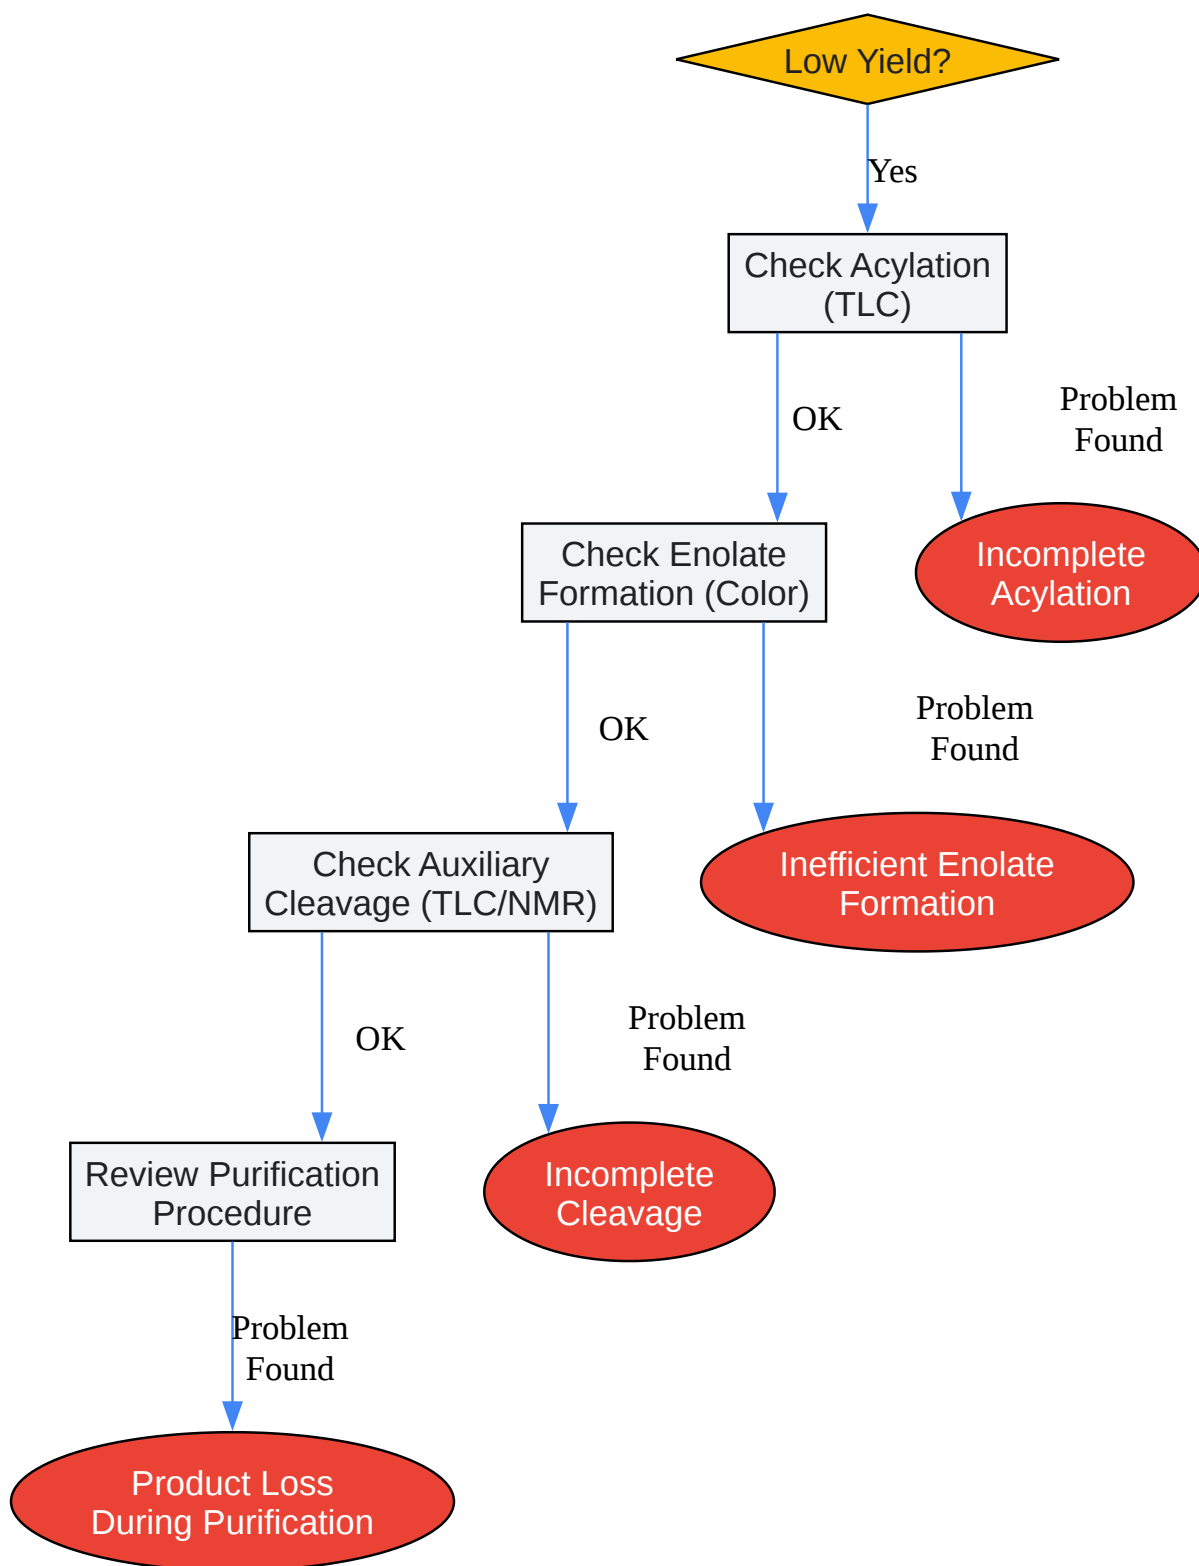 Low Yield?
Yes
Check Acylation
(TLC)
OK
Problem
Found
Check Enolate
Formation (Color)
Incomplete
Acylation
OK
Problem
Found
Check Auxiliary
Cleavage (TLC/NMR)
Inefficient Enolate
Formation
OK
Problem
Found
Review Purification
Procedure
Incomplete
Cleavage
Problem
Found
Product Loss
During Purification